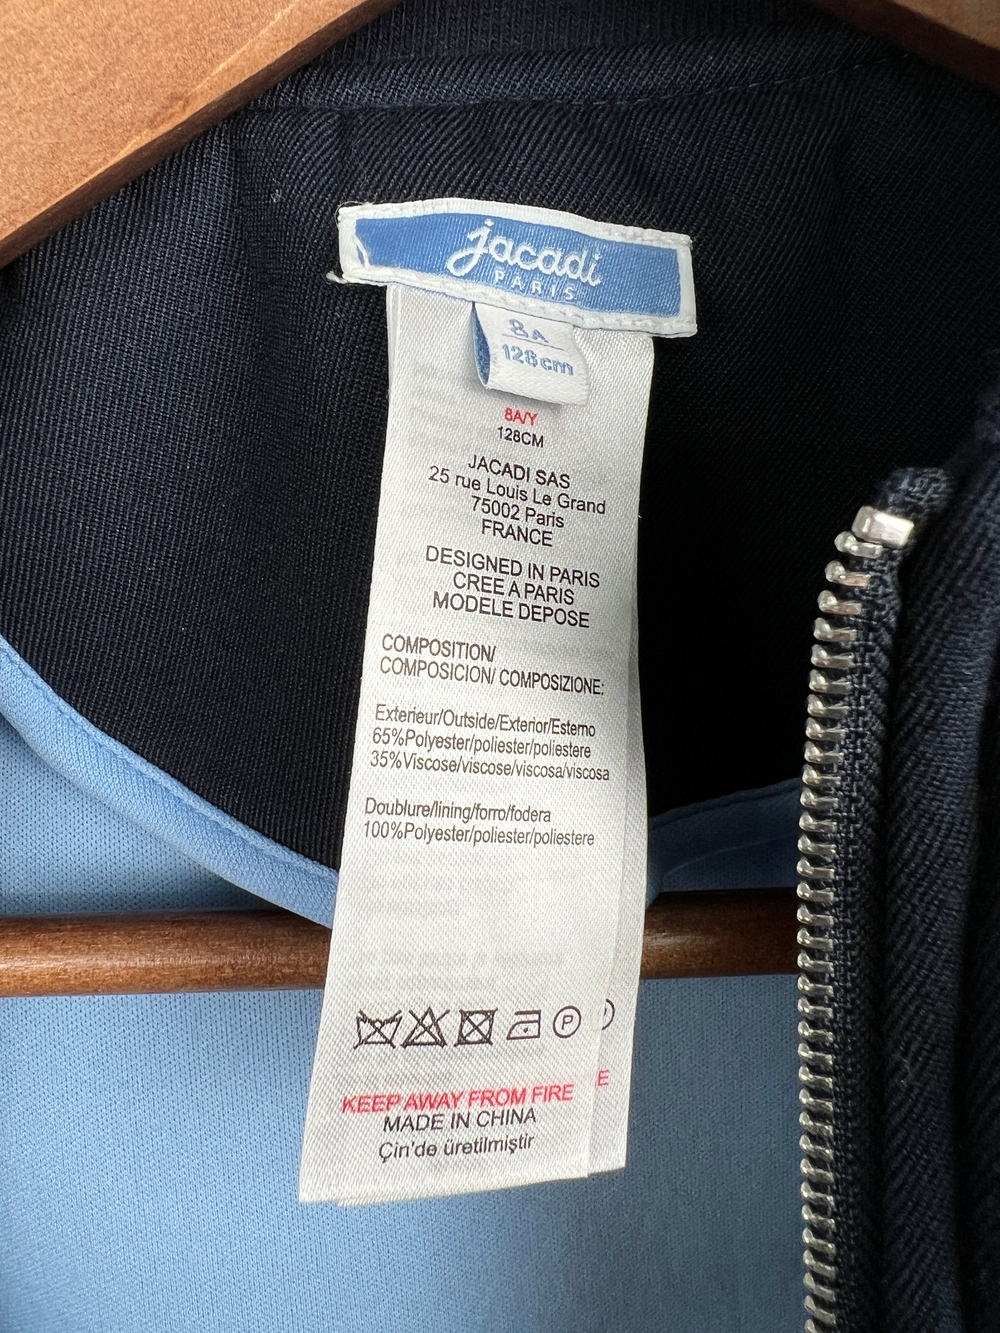 jacadi
PARIS
8A
128cm
8A/Y
128CM
JACADI SAS
25 rue Louis Le Grand
75002 Paris
FRANCE
DESIGNED IN PARIS
CREE A PARIS
MODELE DEPOSE
COMPOSITION/
COMPOSICION/ COMPOSIZIONE:
Exterieur/Outside/Exterior/Esterno
65%Polyester/poliester/poliestere
35%Viscose/viscose/viscosa/viscosa
Doublure/lining/forro/fodera
100%Polyester/poliester/poliestere
P
KEEP AWAY FROM FIRE
E
MADE IN CHINA
Çin'de üretilmiştir